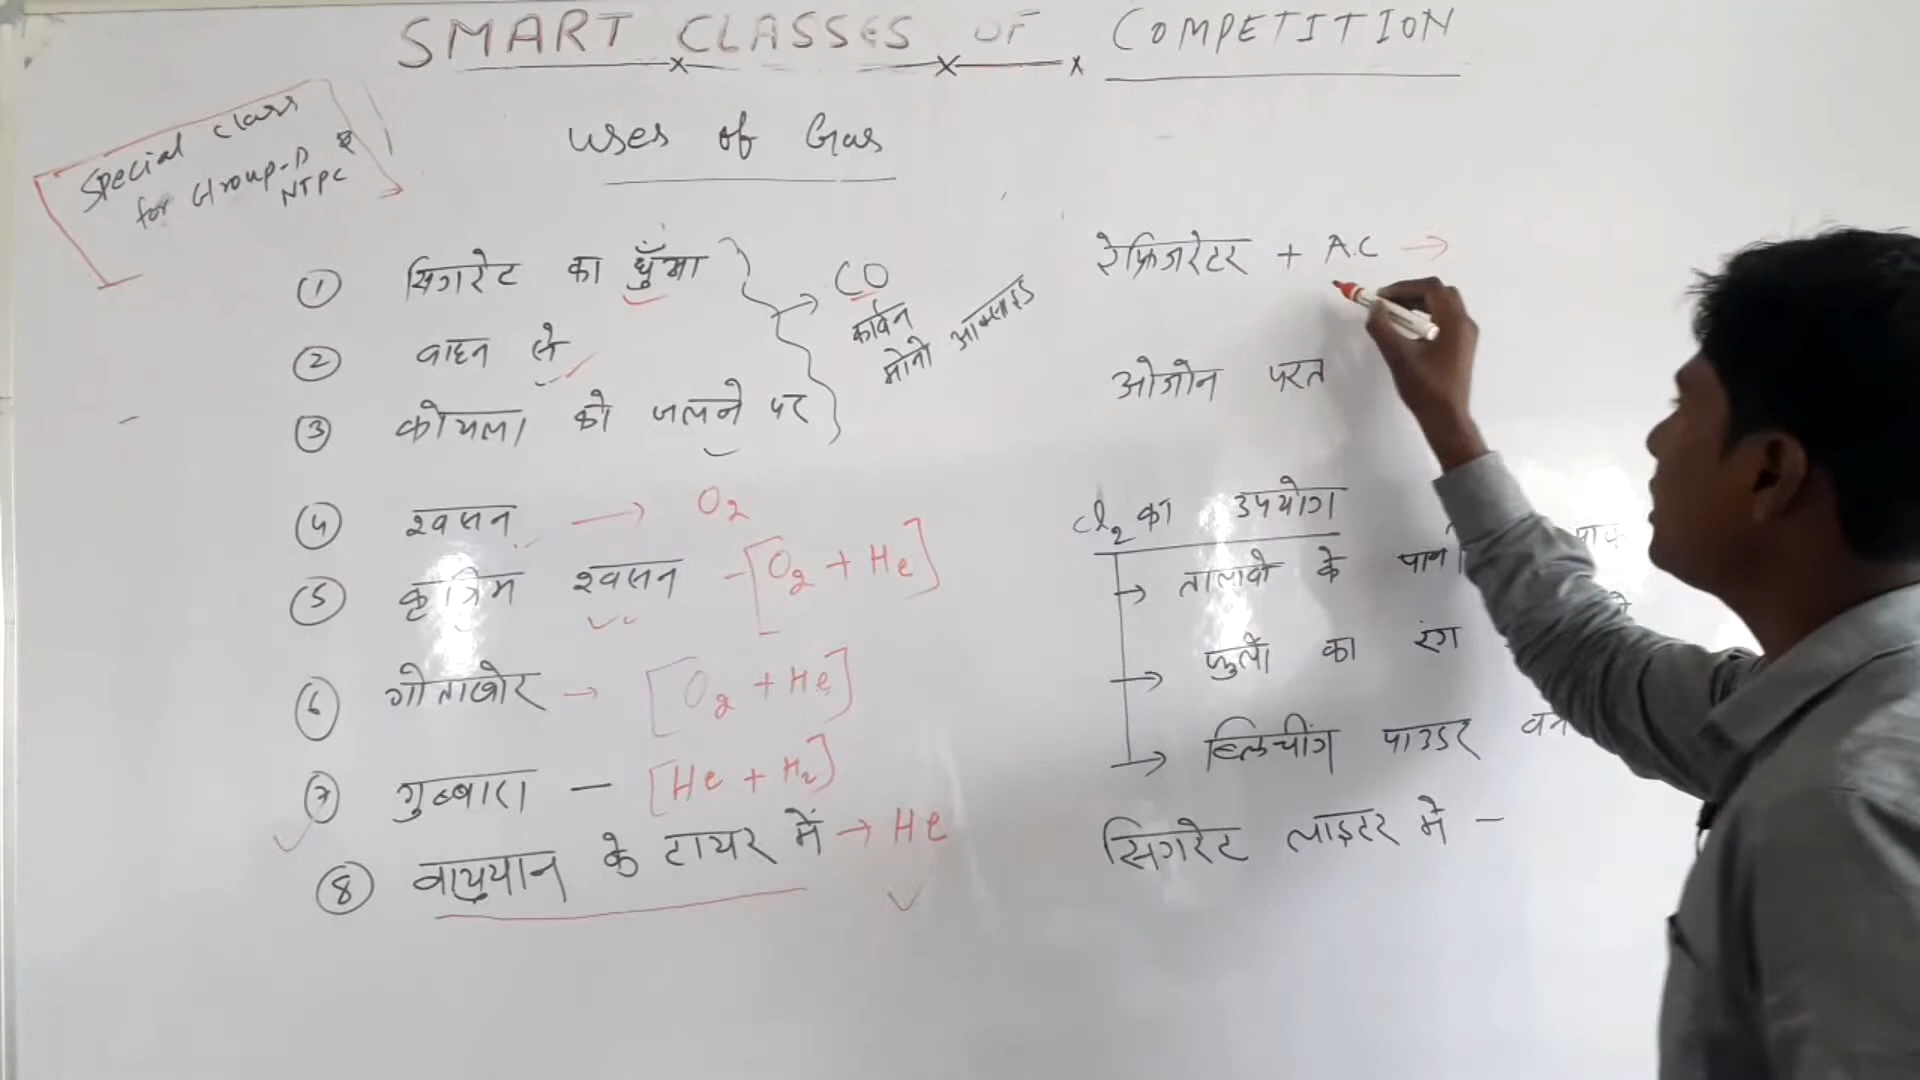 SMART CLASSES OF COMPETITION
Uses of Gas
Special class
for Group-D &
NTPC
① सिगरेट का धुँआ
② वाहन से
③ कोयला को जलने पर
CO
कार्बन
मोनो आक्साइड
④ श्वसन → O2
⑤ कृत्रिम श्वसन - [O2 + He]
⑥ गोताखोर → [O2 + He]
⑦ गुब्बारा - [He + H2]
⑧ वायुयान के टायर में → He
रेफ्रिजरेटर + A.C →
ओजोन परत
Cl2 का उपयोग
→ तालाबो के
→ फुलों का रंग
→ ब्लिचींग पाउडर
सिगरेट लाइटर में -